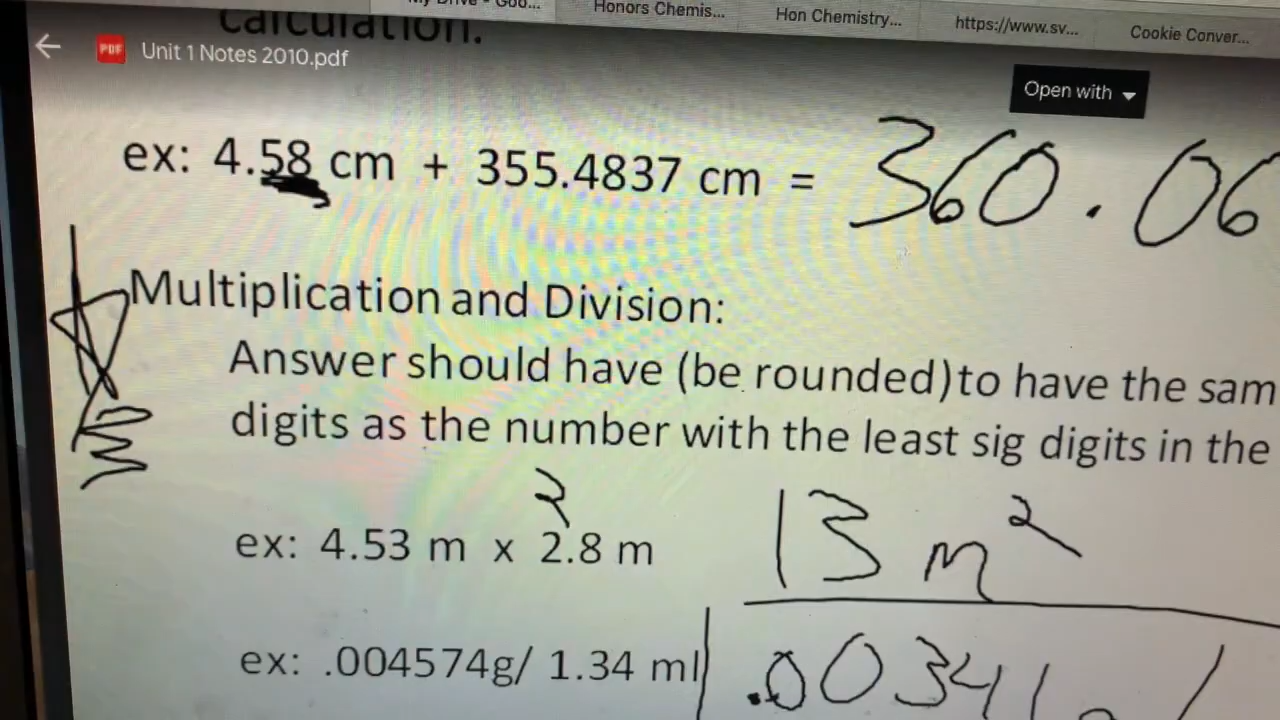 My Drive - Goo... Honors Chemis... Hon Chemistry... https://www.sv... Cookie Conver...
calculation.
PDF Unit 1 Notes 2010.pdf
Open with
ex: 4.58 cm + 355.4837 cm = 360.06
Multiplication and Division:
Answer should have (be rounded)to have the sam
digits as the number with the least sig digits in the
2
ex: 4.53 m x 2.8 m 13 m²
ex: .004574g/ 1.34 ml .00341 g/